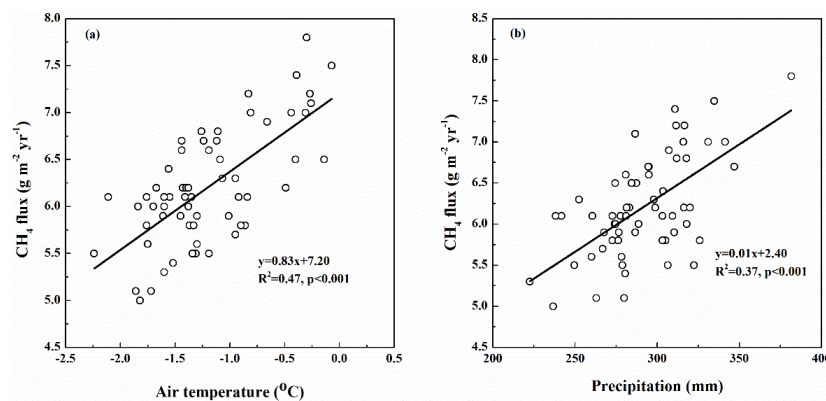 (a)
8.0
7.5
7.0
6.5
6.0
5.5
5.0
4.5
CH₄ flux (g m⁻² yr⁻¹)
y=0.83x+7.20
R²=0.47, p<0.001
-2.5 -2.0 -1.5 -1.0 -0.5 0.0 0.5
Air temperature (⁰C)
(b)
8.5
8.0
7.5
7.0
6.5
6.0
5.5
5.0
4.5
CH₄ flux (g m⁻² yr⁻¹)
y=0.01x+2.40
R²=0.37, p<0.001
200 250 300 350 400
Precipitation (mm)